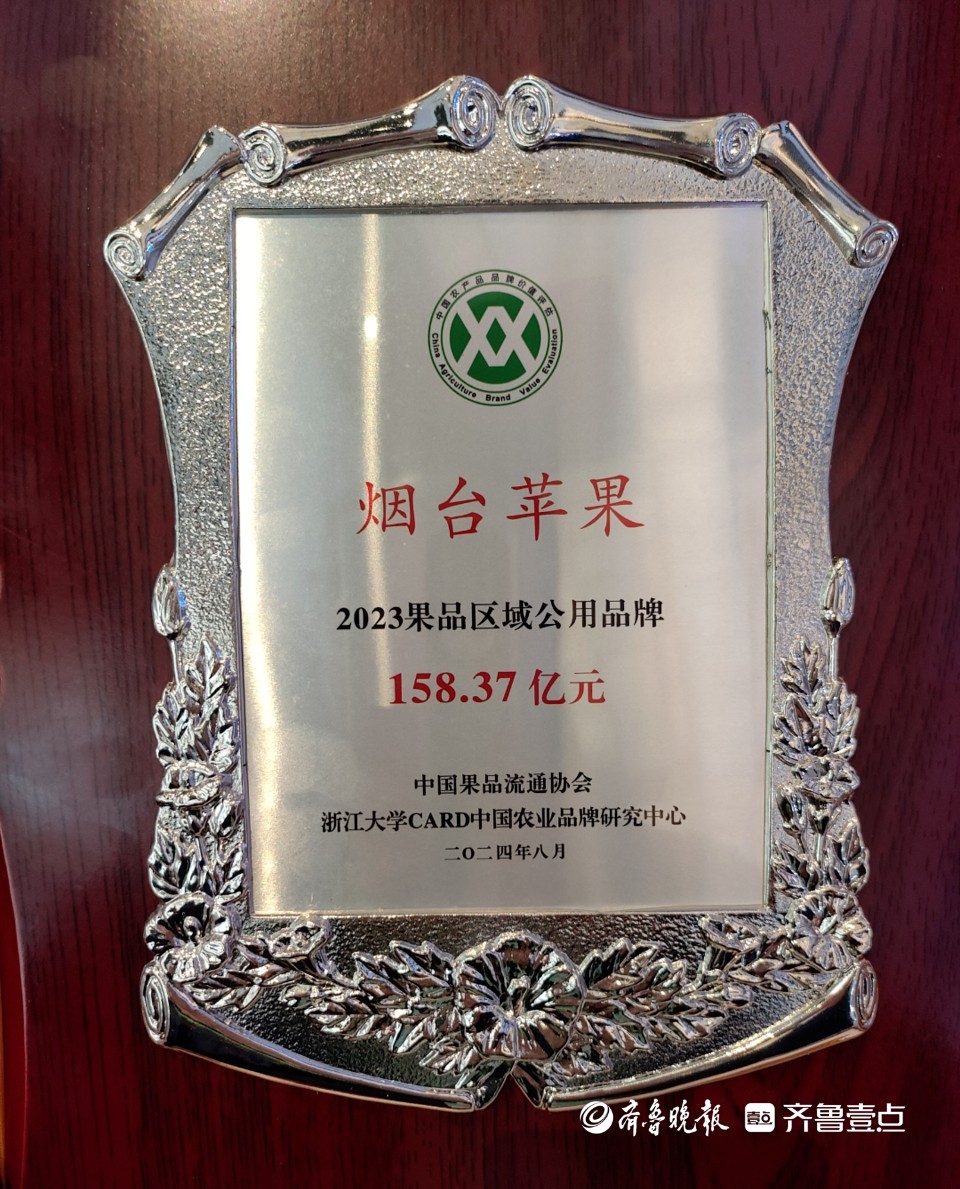 中国农产品品牌价值评估
China Agriculture Brand Value Evaluation
烟台苹果
2023果品区域公用品牌
158.37亿元
中国果品流通协会
浙江大学CARD中国农业品牌研究中心
二O二四年八月
齐鲁晚报 壹点 齐鲁壹点